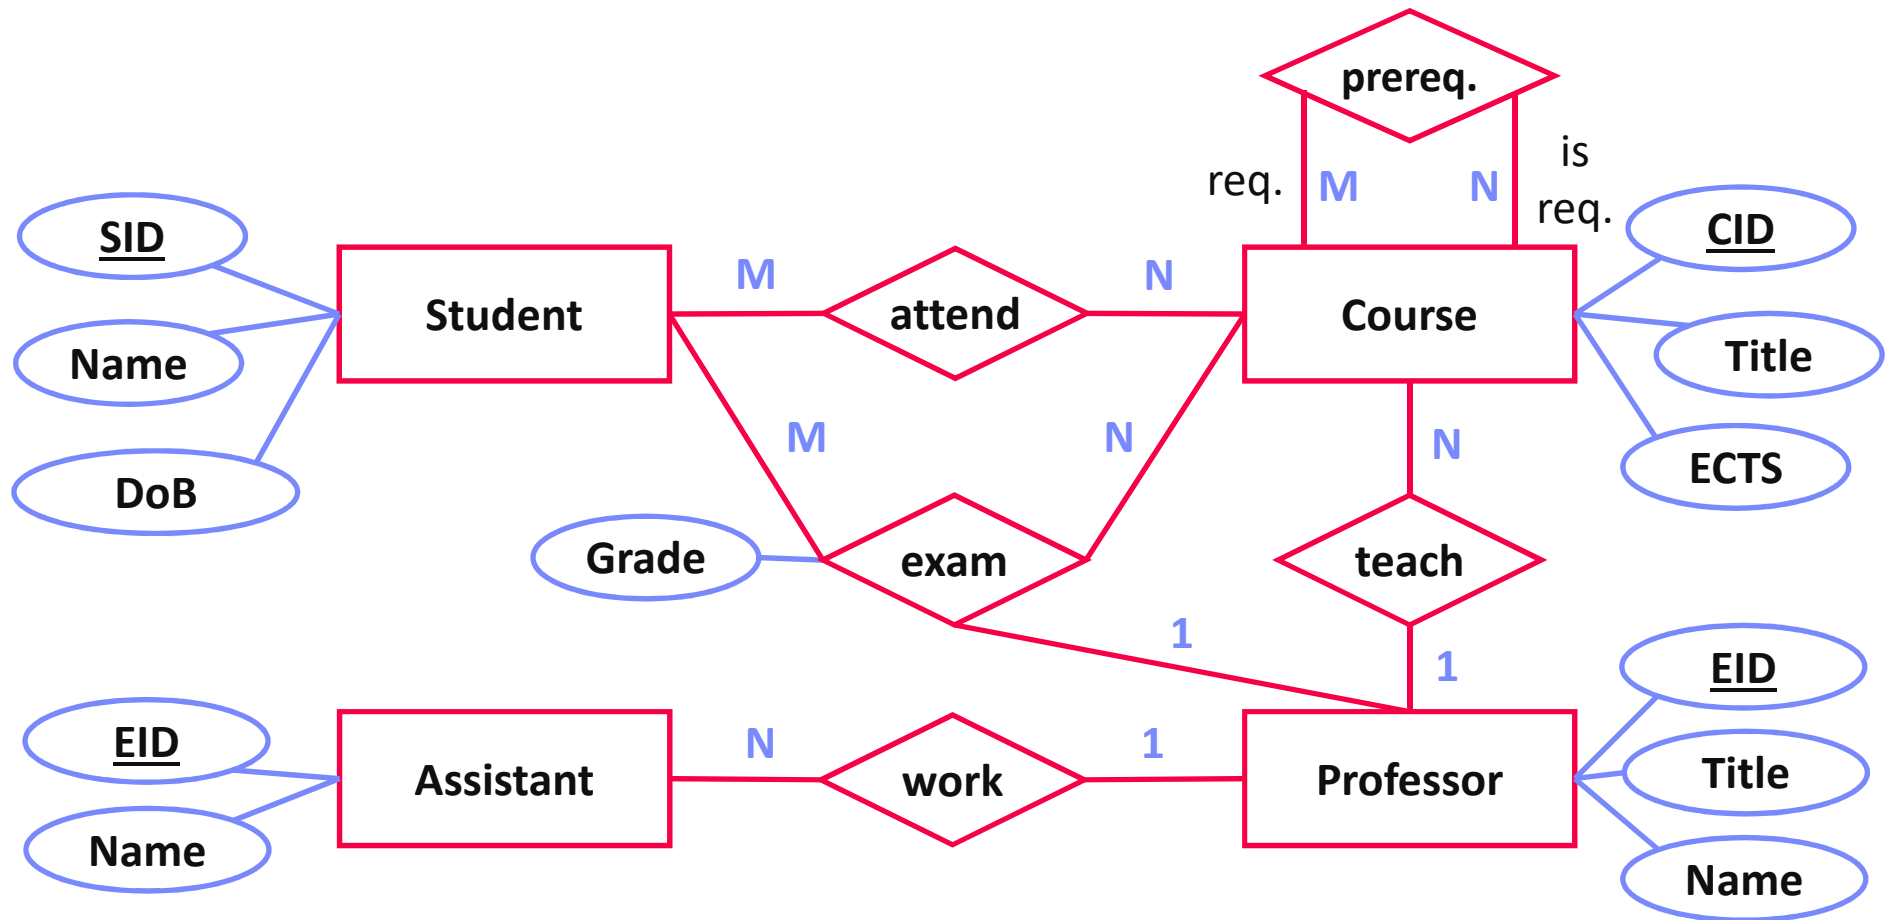 prereq.
req.
M
N
is
req.
SID
CID
Student
M
attend
N
Course
Name
Title
M
N
N
DoB
ECTS
Grade
exam
teach
1
1
EID
EID
Assistant
N
work
1
Professor
Title
Name
Name